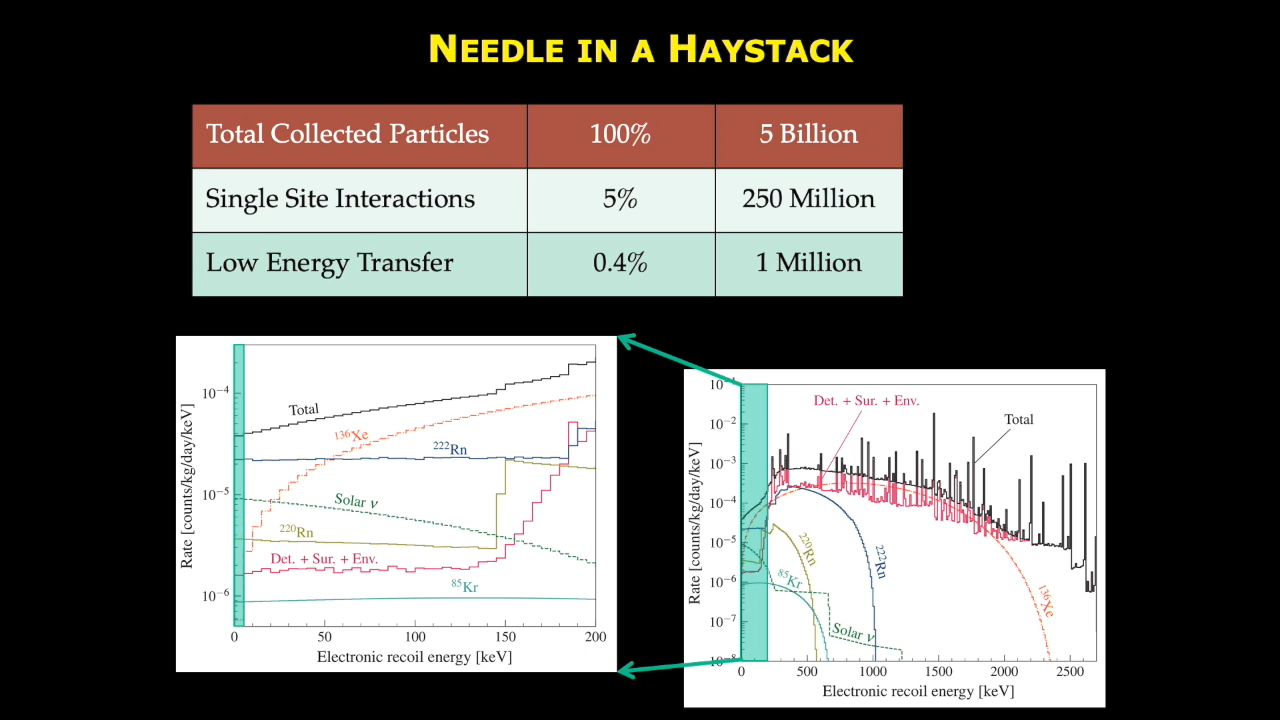 NEEDLE IN A HAYSTACK
Total Collected Particles 100% 5 Billion
Single Site Interactions 5% 250 Million
Low Energy Transfer 0.4% 1 Million
Rate [counts/kg/day/keV]
10⁻⁴
10⁻⁵
10⁻⁶
Total
¹³⁶Xe
²²²Rn
Solar ν
²²⁰Rn
Det. + Sur. + Env.
⁸⁵Kr
0 50 100 150 200
Electronic recoil energy [keV]
Rate [counts/kg/day/keV]
10⁻²
10⁻³
10⁻⁴
10⁻⁵
10⁻⁶
10⁻⁷
10⁻⁸
Det. + Sur. + Env.
Total
²²⁰Rn
²²²Rn
⁸⁵Kr
¹³⁶Xe
Solar ν
0 500 1000 1500 2000 2500
Electronic recoil energy [keV]